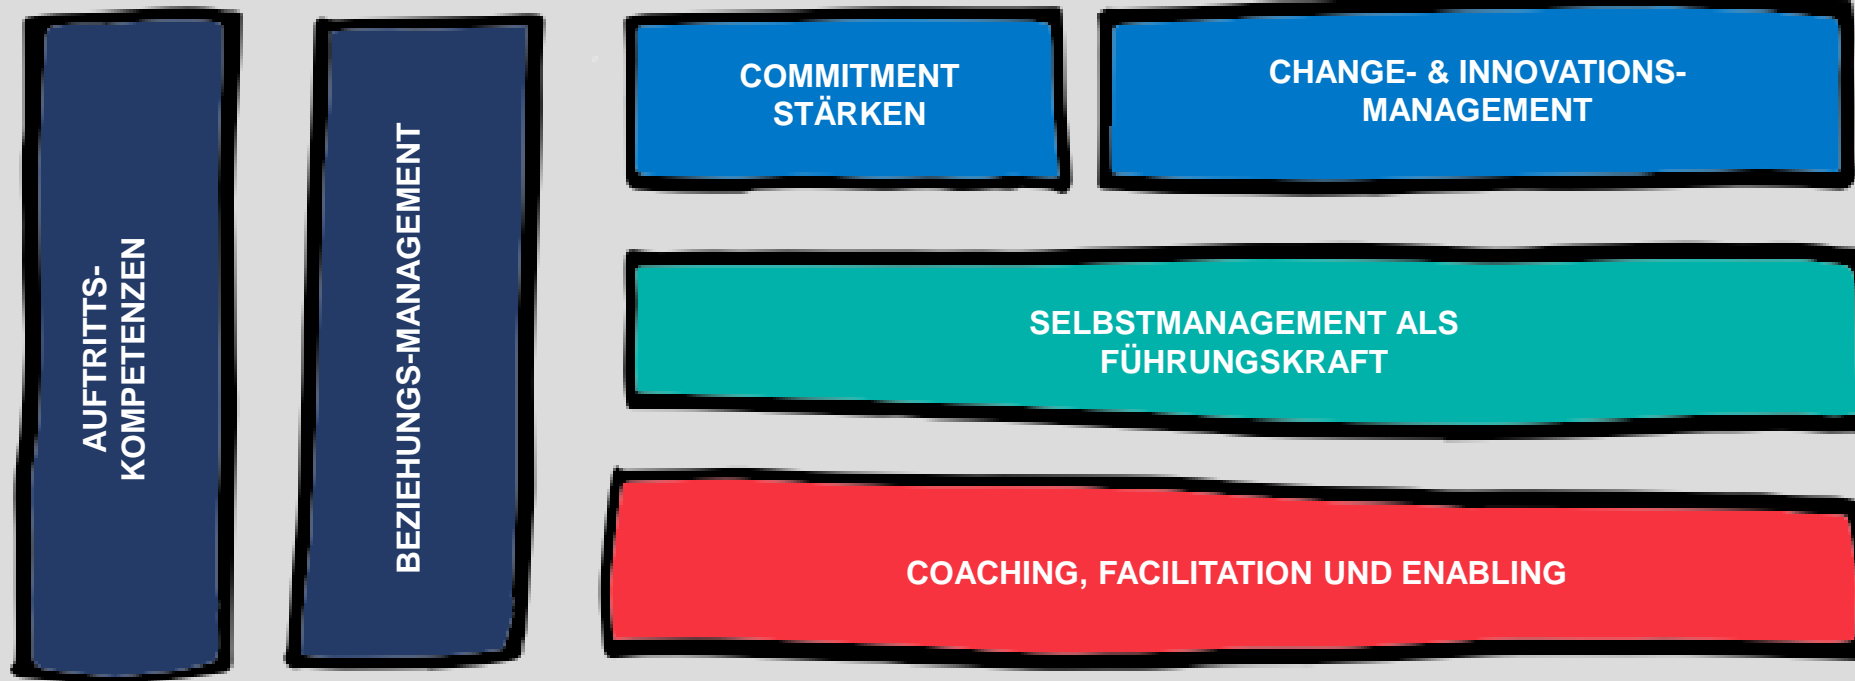 AUFTRITTS-
KOMPETENZEN
BEZIEHUNGS-MANAGEMENT
COMMITMENT
STÄRKEN
CHANGE- & INNOVATIONS-
MANAGEMENT
SELBSTMANAGEMENT ALS
FÜHRUNGSKRAFT
COACHING, FACILITATION UND ENABLING